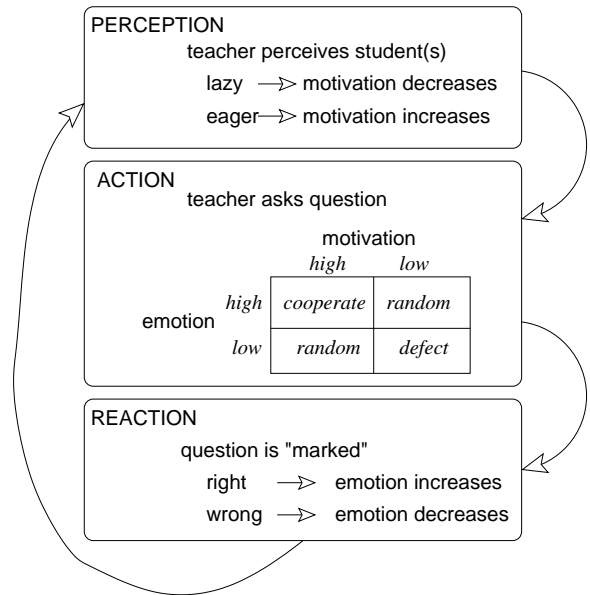 PERCEPTION
teacher perceives student(s)
lazy motivation decreases
eager motivation increases
ACTION
teacher asks question
motivation
high low
high cooperate random
emotion
low random defect
REACTION
question is "marked"
right emotion increases
wrong emotion decreases